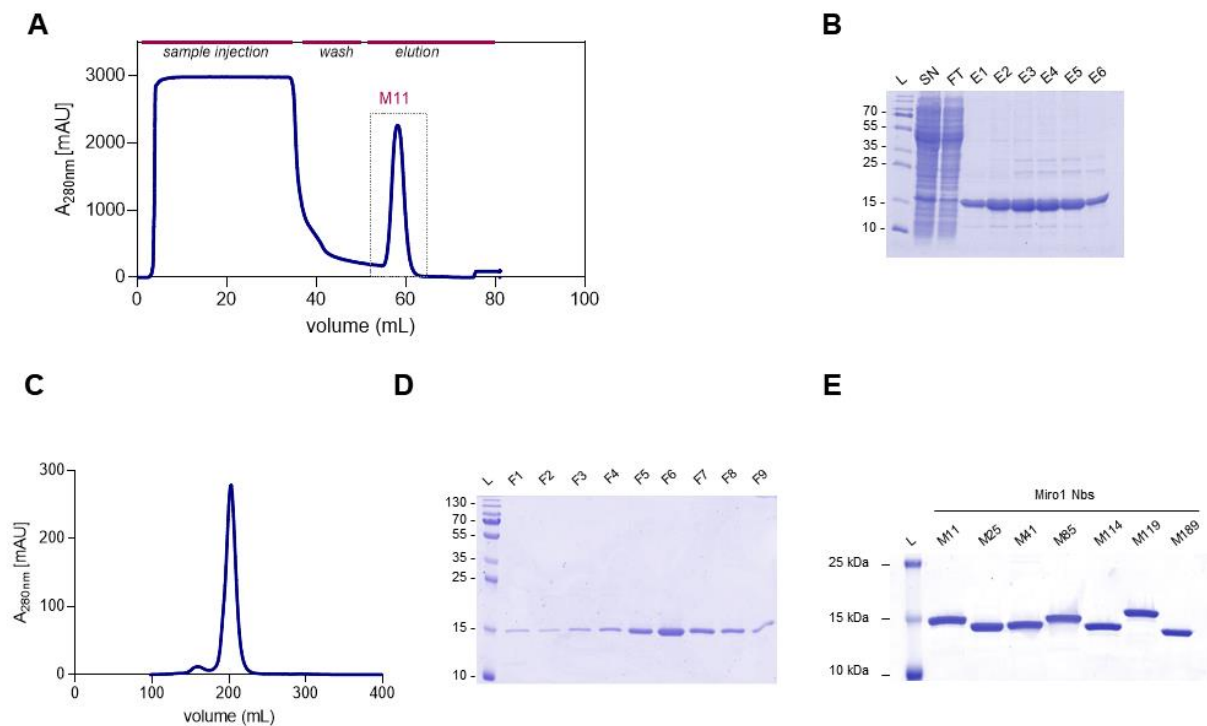 A
sample injection wash elution
M11
3000
2000
1000
0
A280nm [mAU]
0 20 40 60 80 100
volume (mL)
B
L SN FT E1 E2 E3 E4 E5 E6
70 -
55 -
35 -
25 -
15 -
10 -
C
300
200
100
0
A280nm [mAU]
0 100 200 300 400
volume (mL)
D
L F1 F2 F3 F4 F5 F6 F7 F8 F9
130 -
70 -
55 -
35 -
25 -
15 -
10 -
E
Miro1 Nbs
L M11 M25 M41 M85 M114 M119 M189
25 kDa
15 kDa
10 kDa